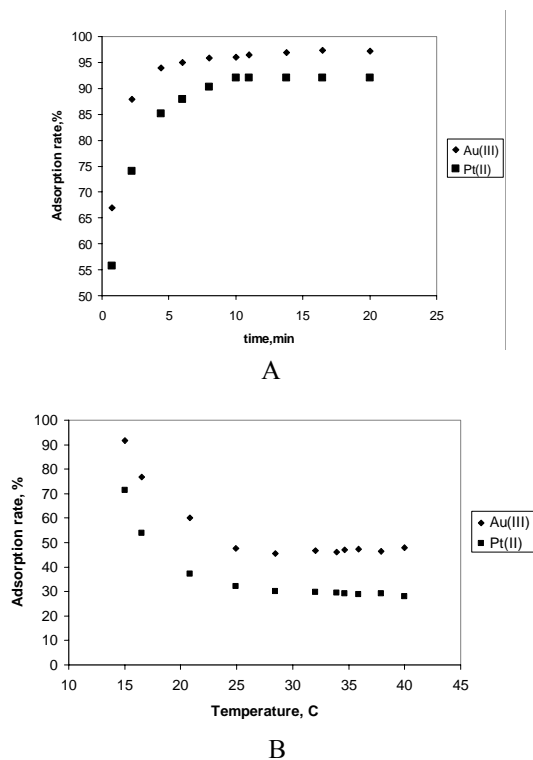 100
95
90
85
80
75
70
65
60
55
50
0 5 10 15 20 25
time,min
Adsorption rate,%
Au(III)
Pt(II)
A
100
90
80
70
60
50
40
30
20
10
0
10 15 20 25 30 35 40 45
Temperature, C
Adsorption rate, %
Au(III)
Pt(II)
B